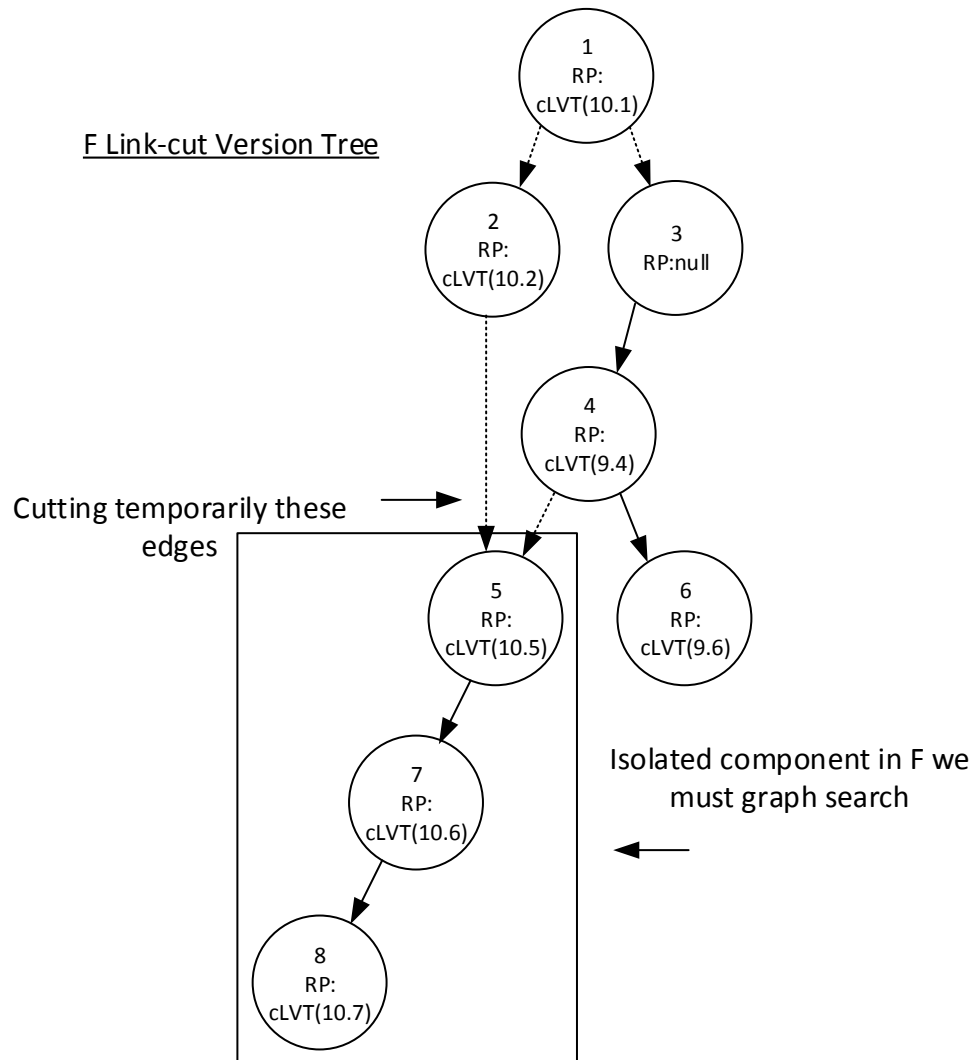 1
RP:
cLVT(10.1)
F Link-cut Version Tree
2
RP:
cLVT(10.2)
3
RP:null
4
RP:
cLVT(9.4)
Cutting temporarily these
edges
5
RP:
cLVT(10.5)
6
RP:
cLVT(9.6)
7
RP:
cLVT(10.6)
Isolated component in F we
must graph search
8
RP:
cLVT(10.7)